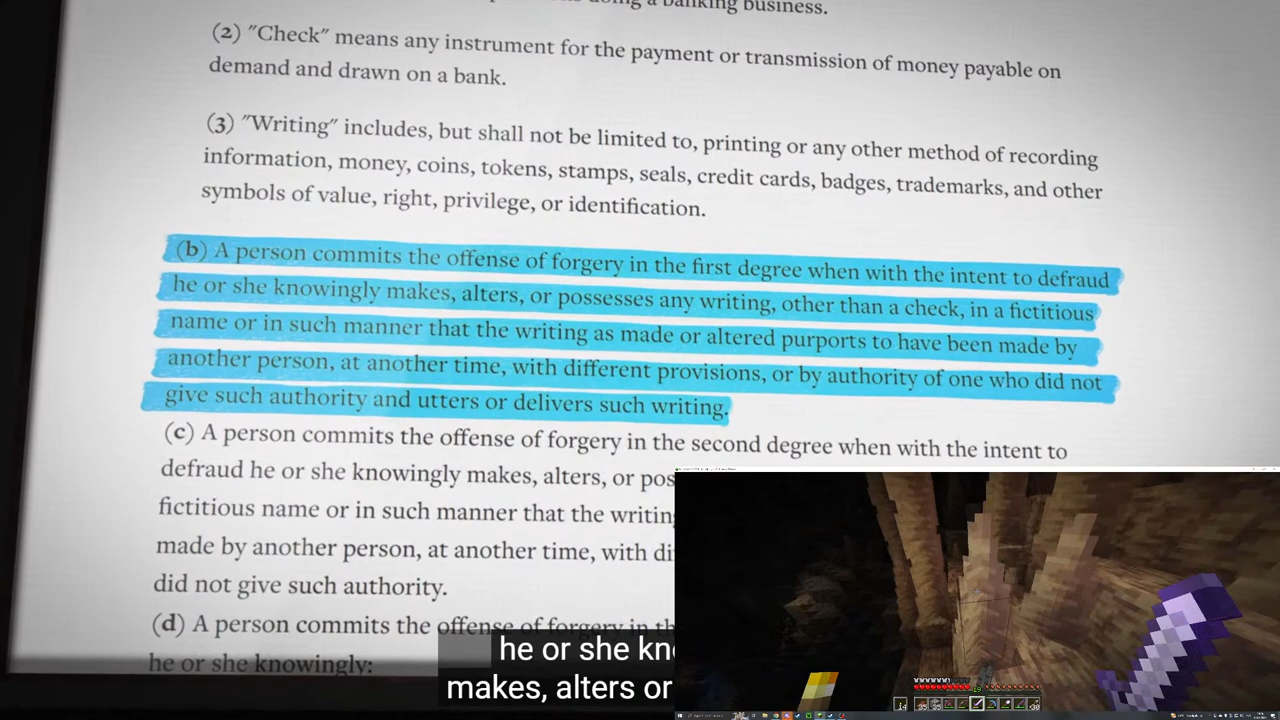 a banking business.
(2) "Check" means any instrument for the payment or transmission of money payable on
demand and drawn on a bank.
(3) "Writing" includes, but shall not be limited to, printing or any other method of recording
information, money, coins, tokens, stamps, seals, credit cards, badges, trademarks, and other
symbols of value, right, privilege, or identification.
(b) A person commits the offense of forgery in the first degree when with the intent to defraud
he or she knowingly makes, alters, or possesses any writing, other than a check, in a fictitious
name or in such manner that the writing as made or altered purports to have been made by
another person, at another time, with different provisions, or by authority of one who did not
give such authority and utters or delivers such writing.
(c) A person commits the offense of forgery in the second degree when with the intent to
defraud he or she knowingly makes, alters, or pos
fictitious name or in such manner that the writin
made by another person, at another time, with di
did not give such authority.
(d) A person commits the offense of forgery in th
he or she knowingly:
he or she kn
makes, alters or